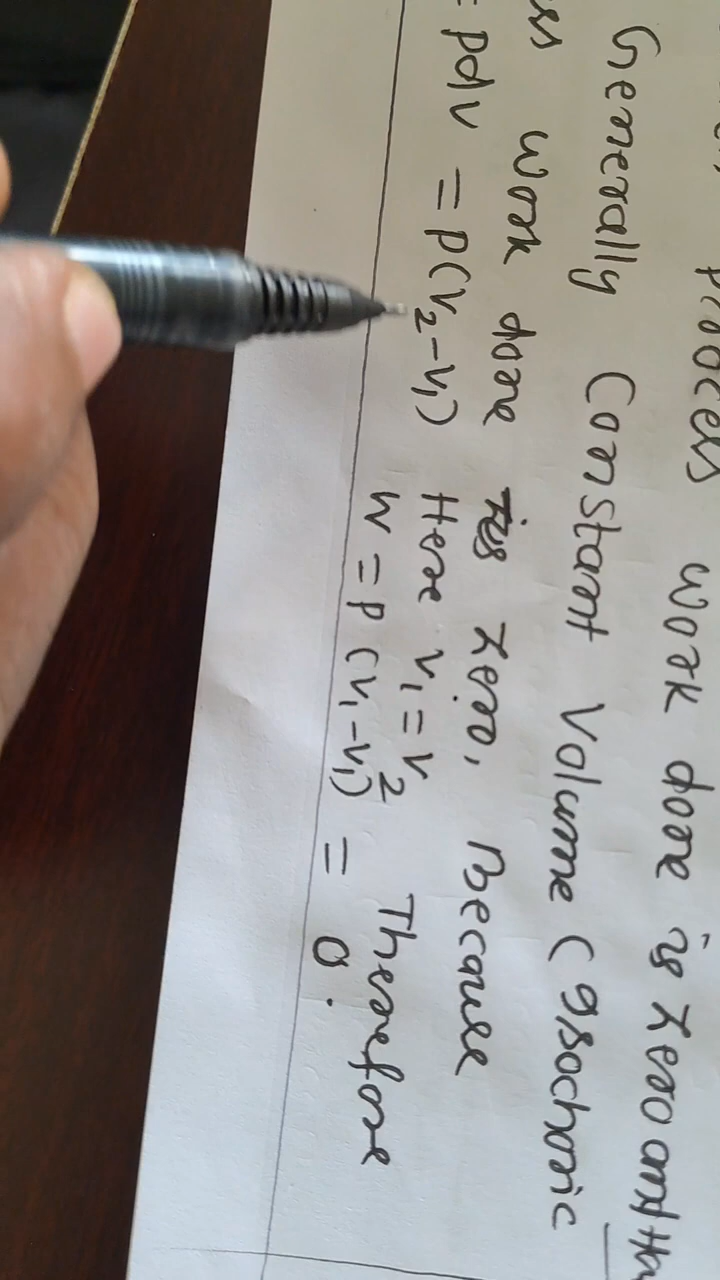 process work done is zero and
Generally Constant Volume (Isochoric
work done is zero, Because
= pdv = P(V2-V1) Here V1 = V2 Therefore
W = P (V1-V1) = 0.